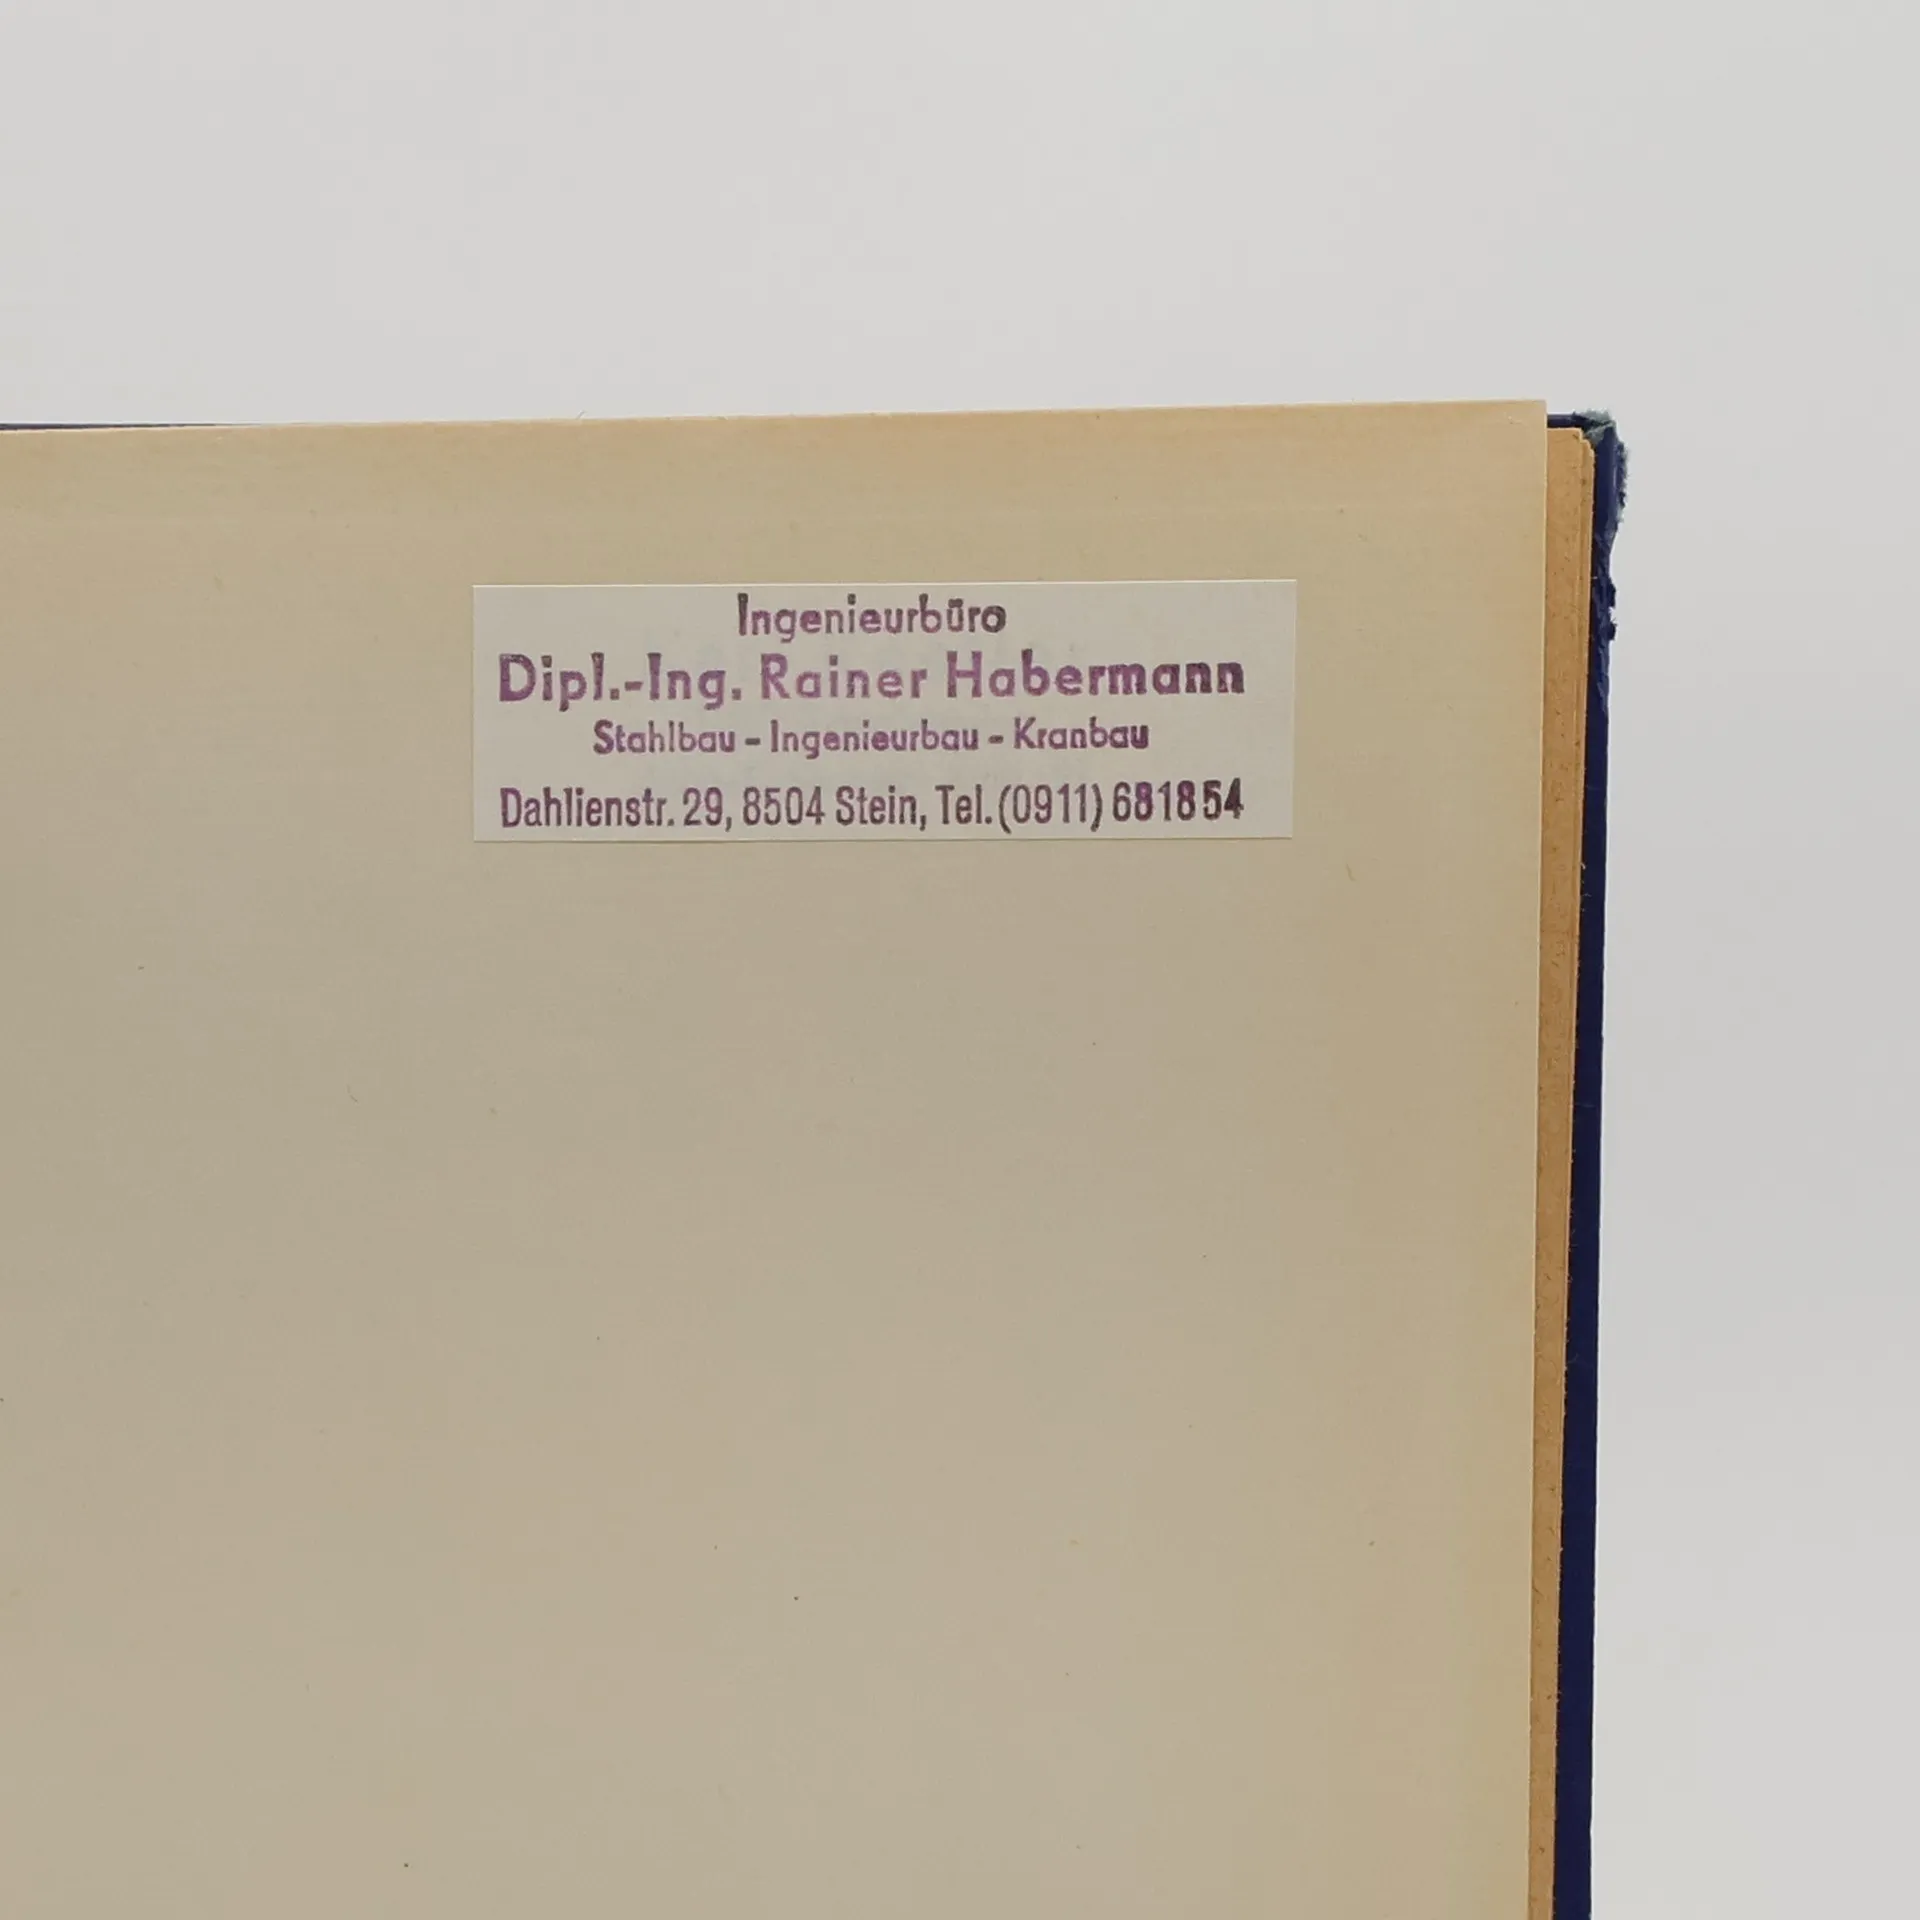 Ingenieurbüro
Dipl.-Ing. Rainer Habermann
Stahlbau - Ingenieurbau - Kranbau
Dahlienstr. 29, 8504 Stein, Tel. (0911) 681854